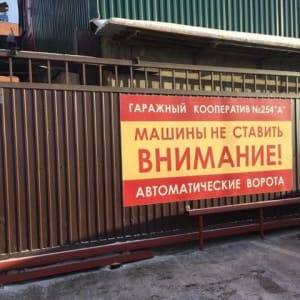 ГАРАЖНЫЙ КООПЕРАТИВ №254"А"
МАШИНЫ НЕ СТАВИТЬ
ВНИМАНИЕ!
АВТОМАТИЧЕСКИЕ ВОРОТА